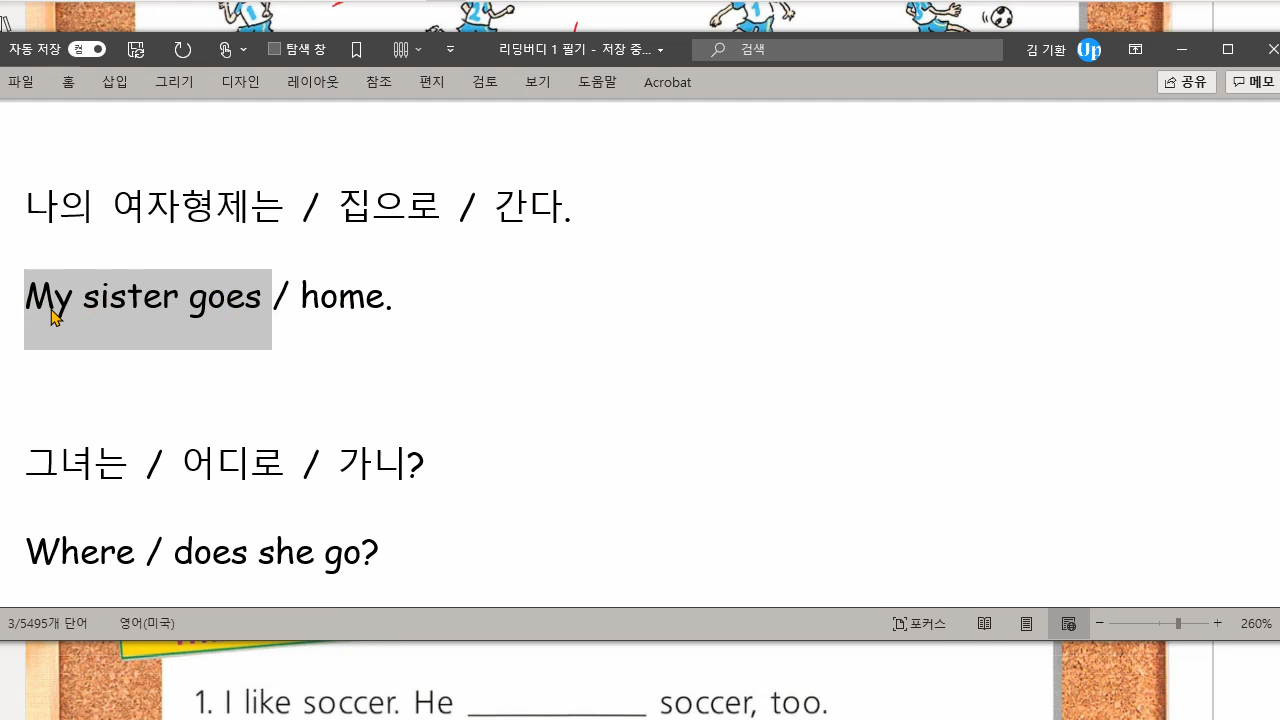 자동 저장 컴 탐색 창 리딩버디 1 필기 - 저장 중... 검색 김 기환 Up
파일 홈 삽입 그리기 디자인 레이아웃 참조 편지 검토 보기 도움말 Acrobat 공유 메모
나의 여자형제는 / 집으로 / 간다.
My sister goes / home.
그녀는 / 어디로 / 가니?
Where / does she go?
3/5495개 단어 영어(미국) 포커스 260%
1. I like soccer. He __________ soccer, too.